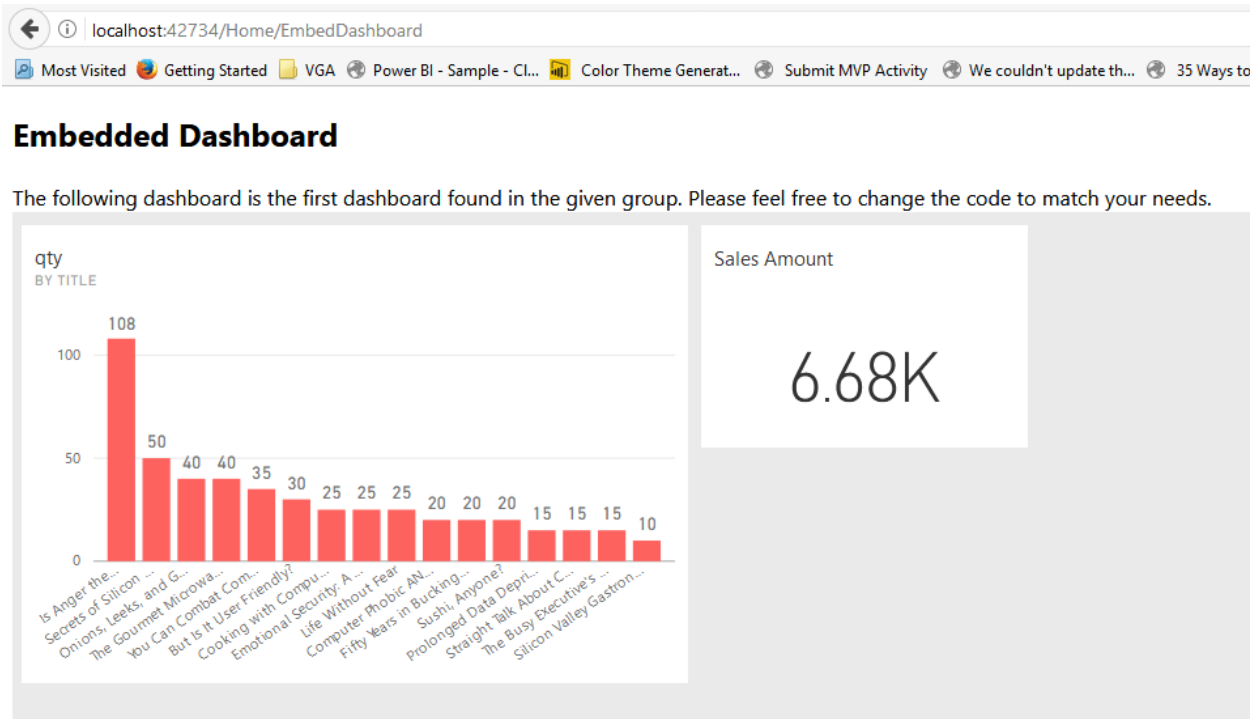 localhost:42734/Home/EmbedDashboard
Most Visited Getting Started VGA Power BI - Sample - Cl... Color Theme Generat... Submit MVP Activity We couldn't update th... 35 Ways to
Embedded Dashboard
The following dashboard is the first dashboard found in the given group. Please feel free to change the code to match your needs.
qty
BY TITLE
108
100
50
50
40
40
35
30
25
25
25
20
20
20
15
15
15
10
0
Is Anger the...
Secrets of Silicon ...
Onions, Leeks, and G...
The Gourmet Microwa...
You Can Combat Com...
But Is It User Friendly?
Cooking with Compu...
Emotional Security: A ...
Life Without Fear
Computer Phobic AN...
Fifty Years in Bucking...
Sushi, Anyone?
Prolonged Data Depri...
Straight Talk About C...
The Busy Executive's ...
Silicon Valley Gastron...
Sales Amount
6.68K